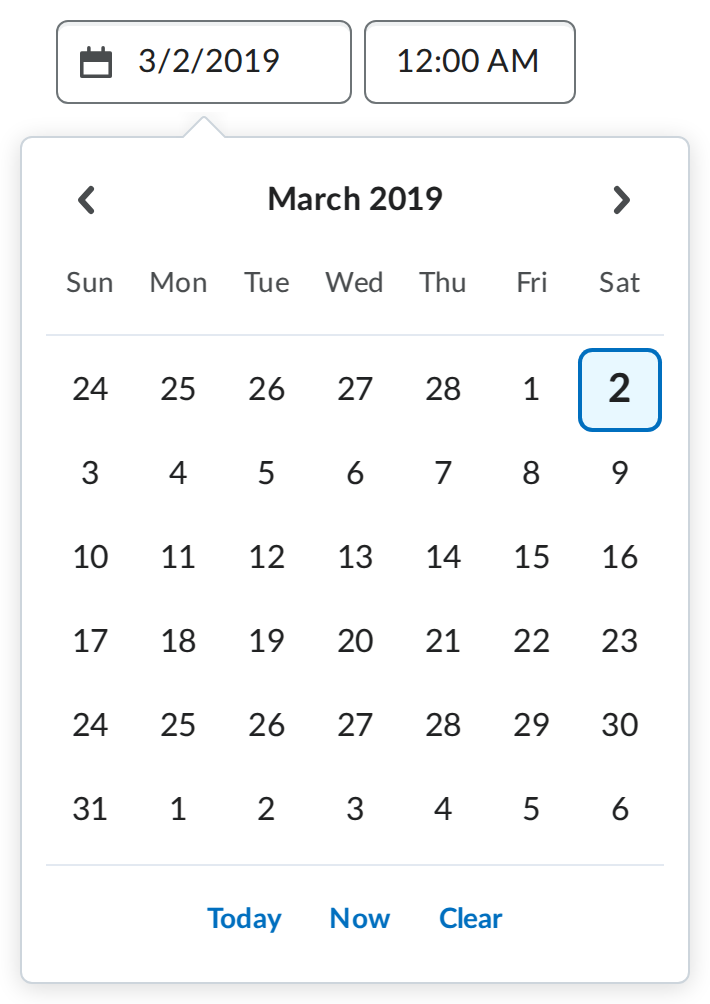 3/2/2019 12:00 AM
March 2019
Sun Mon Tue Wed Thu Fri Sat
24 25 26 27 28 1 2
3 4 5 6 7 8 9
10 11 12 13 14 15 16
17 18 19 20 21 22 23
24 25 26 27 28 29 30
31 1 2 3 4 5 6
Today Now Clear